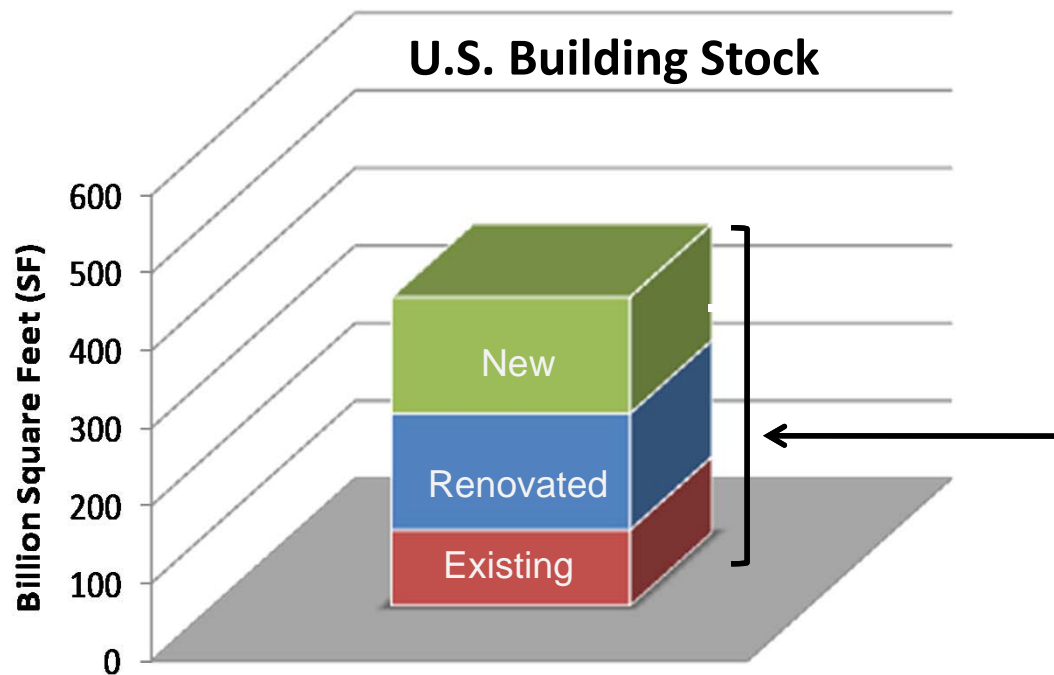 U.S. Building Stock
Billion Square Feet (SF)
600
500
400
300
200
100
0
New
Renovated
Existing